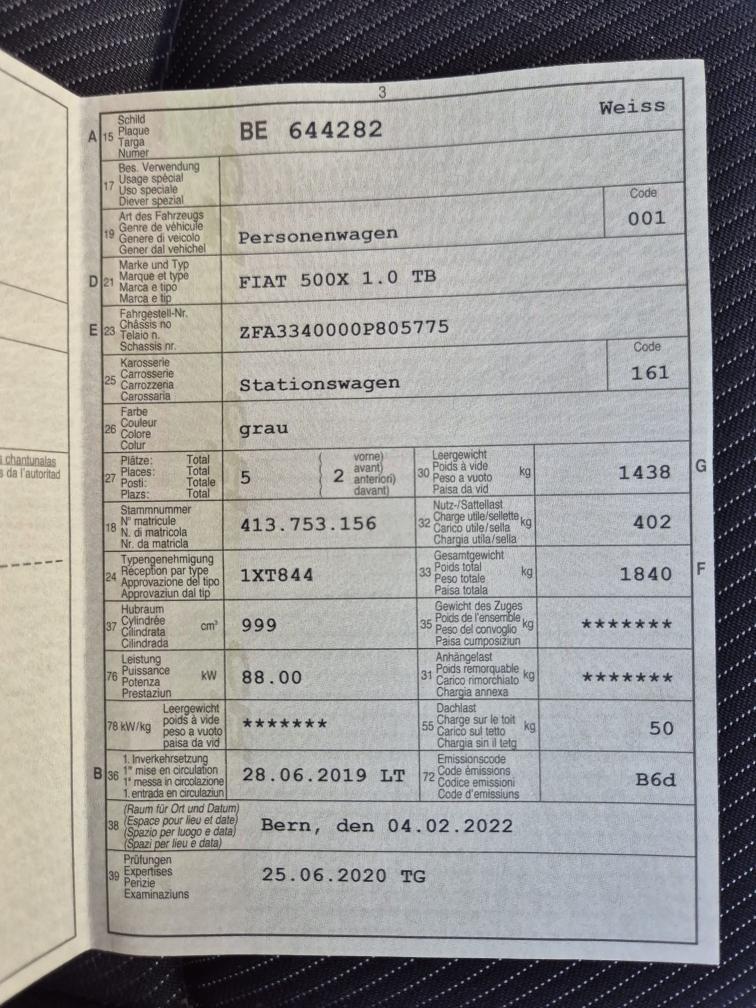 3
A 15 Schild
Plaque
Targa
Numer
BE 644282 Weiss
17 Bes. Verwendung
Usage spécial
Uso speciale
Diever spezial
19 Art des Fahrzeugs
Genre de véhicule
Genere di veicolo
Gener dal vehichel
Personenwagen
Code
001
D 21 Marke und Typ
Marque et type
Marca e tipo
Marca e tip
FIAT 500X 1.0 TB
E 23 Fahrgestell-Nr.
Châssis no
Telaio n.
Schassis nr.
ZFA3340000P805775
25 Karosserie
Carrosserie
Carrozzeria
Carossaria
Stationswagen
Code
161
26 Farbe
Couleur
Colore
Colur
grau
27 Plätze: Total
Places: Total
Posti: Totale
Plazs: Total
5
( 2 vorne)
avant)
anteriori)
davant)
30 Leergewicht
Poids à vide
Peso a vuoto
Paisa da vid
kg
1438
G
18 Stammnummer
N° matricule
N. di matricola
Nr. da matricla
413.753.156
32 Nutz-/Sattellast
Charge utile/sellette
Carico utile/sella
Chargia utila/sella
kg
402
24 Typengenehmigung
Réception par type
Approvazione del tipo
Approvaziun dal tip
1XT844
33 Gesamtgewicht
Poids total
Peso totale
Paisa totala
kg
1840
F
37 Hubraum
Cylindrée
Cilindrata
Cilindrada
cm³
999
35 Gewicht des Zuges
Poids de l'ensemble
Peso del convoglio
Paisa cumposiziun
kg
*******
76 Leistung
Puissance
Potenza
Prestaziun
kW
88.00
31 Anhängelast
Poids remorquable
Carico rimorchiato
Chargia annexa
kg
*******
78 kW/kg Leergewicht
poids à vide
peso a vuoto
paisa da vid
*******
55 Dachlast
Charge sur le toit
Carico sul tetto
Chargia sin il tetg
kg
50
B 36 1. Inverkehrsetzung
1re mise en circulation
1a messa in circolazione
1. entrada en circulaziun
28.06.2019 LT
72 Emissionscode
Code émissions
Codice emissioni
Code d'emissiuns
B6d
38 (Raum für Ort und Datum)
(Espace pour lieu et date)
(Spazio per luogo e data)
(Spazi per lieu e data)
Bern, den 04.02.2022
39 Prüfungen
Expertises
Perizie
Examinaziuns
25.06.2020 TG
chantunalas
da l'autoritad